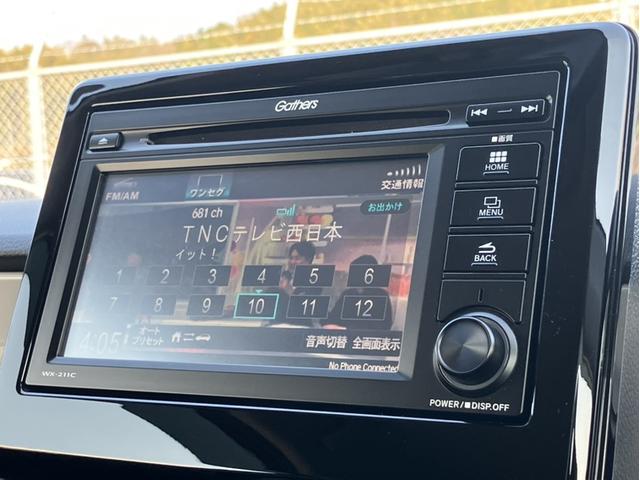 Gathers
■画質
HOME
MENU
BACK
FM/AM
ワンセグ
交通情報
681 ch
お出かけ
TNCテレビ西日本
イット!
1 2 3 4 5 6
7 8 9 10 11 12
4:05
オート
プリセット
音声切替 全画面表示
No Phone Connected
WX-211C
POWER/■DISP.OFF